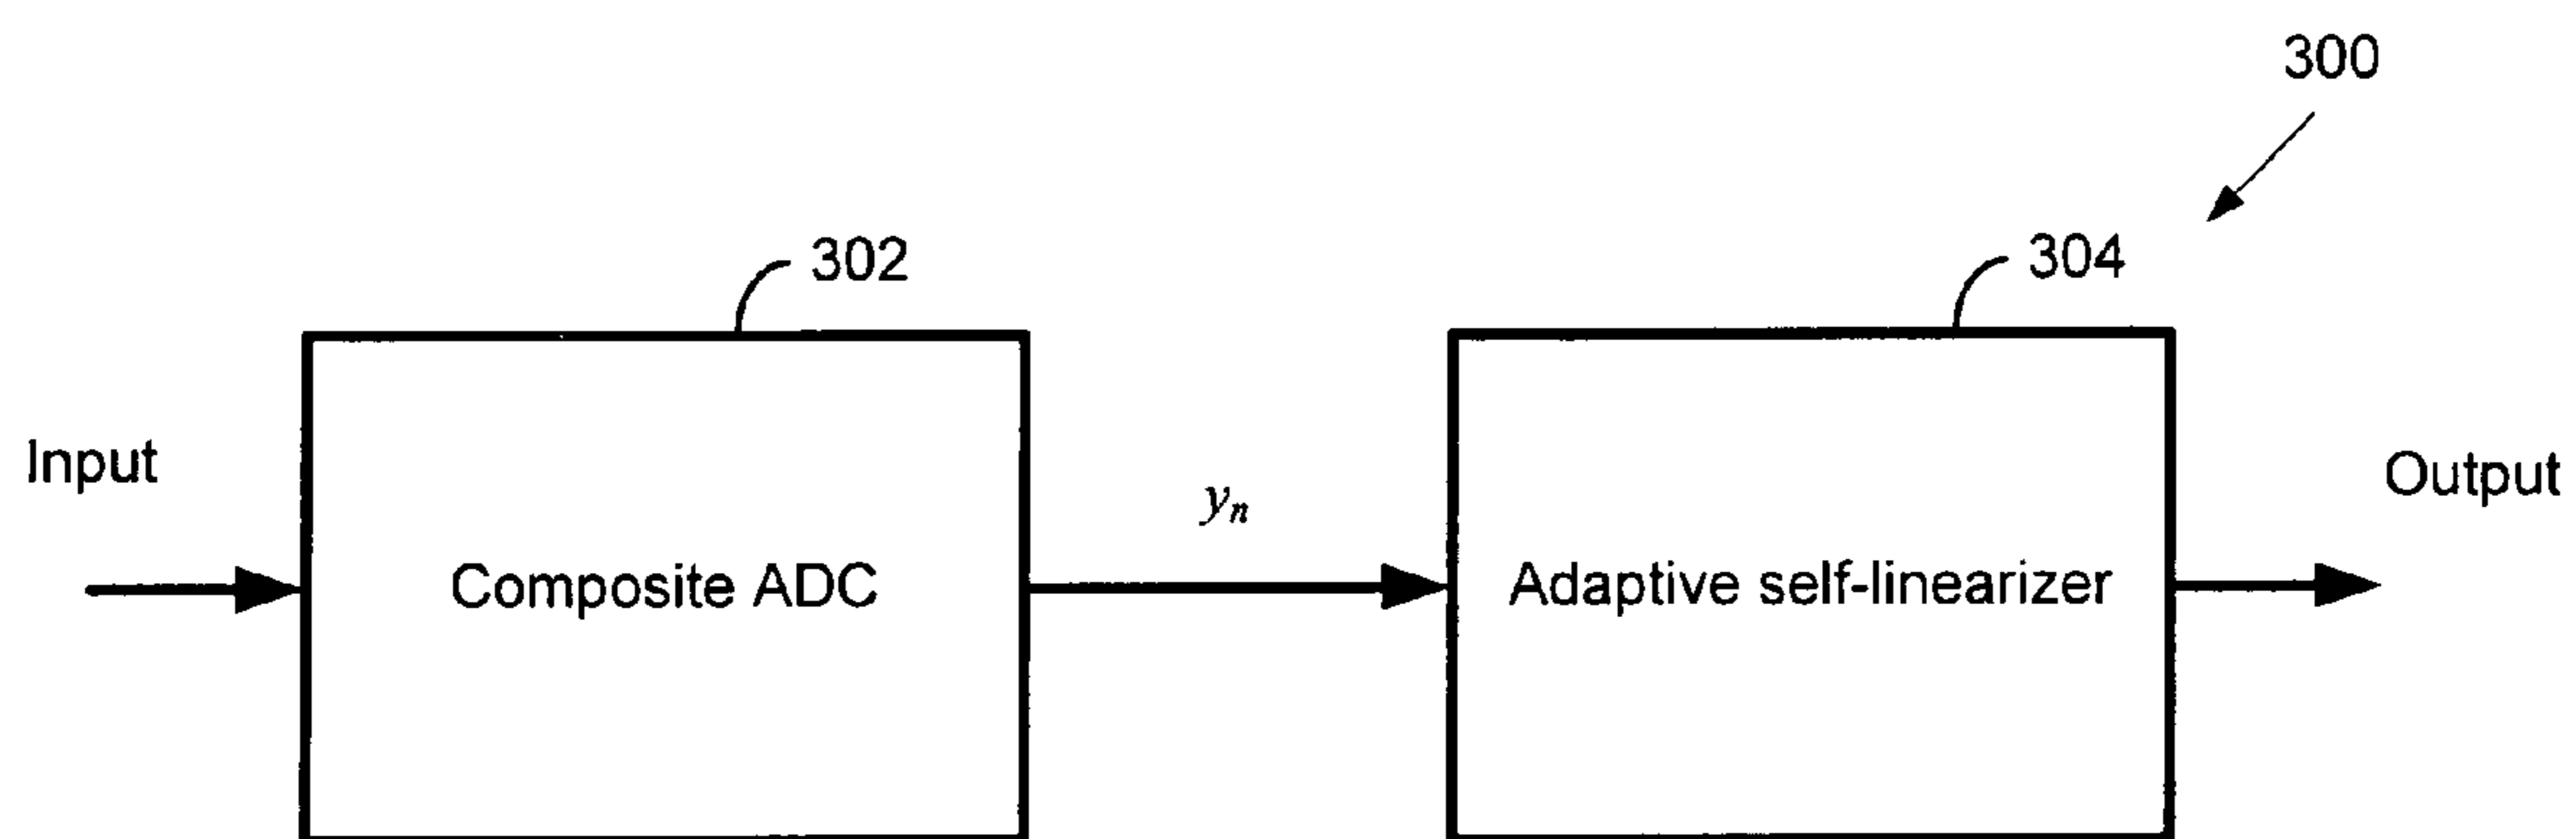 300
302
304
Input
yₙ
Output
Composite ADC
Adaptive self-linearizer